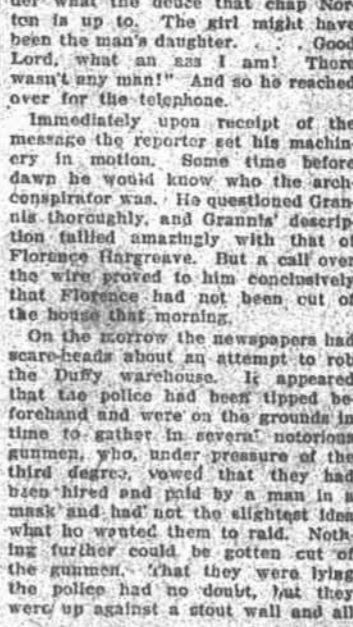 der what the deuce that chap Nor-
ton is up to. The girl might have
been the man's daughter. . . . Good
Lord, what an ass I am! There
wasn't any man!" And so he reached
over for the telephone.
Immediately upon receipt of the
message the reporter set his machin-
ery in motion. Some time before
dawn he would know who the arch
conspirator was. He questioned Gran-
nis thoroughly, and Grannis' descrip-
tion tallied amazingly with that of
Florence Hargreave. But a call over
the wire proved to him conclusively
that Florence had not been out of
the house that morning.
On the morrow the newspapers had
scare-heads about an attempt to rob
the Duffy warehouse. It appeared
that the police had been tipped be-
forehand and were on the grounds in
time to gather in several notorious
gunmen, who, under pressure of the
third degree, vowed that they had
been hired and paid by a man in a
mask and had not the slightest idea
what he wanted them to raid. Noth-
ing further could be gotten out of
the gunmen. That they were lying
the police had no doubt, but they
were up against a stout wall and all